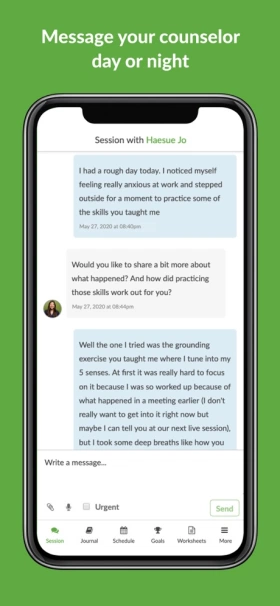 Message your counselor
day or night
Session with Haesue Jo
I had a rough day today. I noticed myself
feeling really anxious at work and stepped
outside for a moment to practice some of
the skills you taught me
May 27, 2020 at 08:40pm
Would you like to share a bit more about
what happened? And how did practicing
those skills work out for you?
May 27, 2020 at 08:44pm
Well the one I tried was the grounding
exercise you taught me where I tune into my
5 senses. At first it was really hard to focus
on it because I was so worked up because of
what happened in a meeting earlier (I don't
really want to get into it right now but
maybe I can tell you at our next live session),
but I took some deep breaths like how you
Write a message...
Urgent
Send
Session Journal Schedule Goals Worksheets More